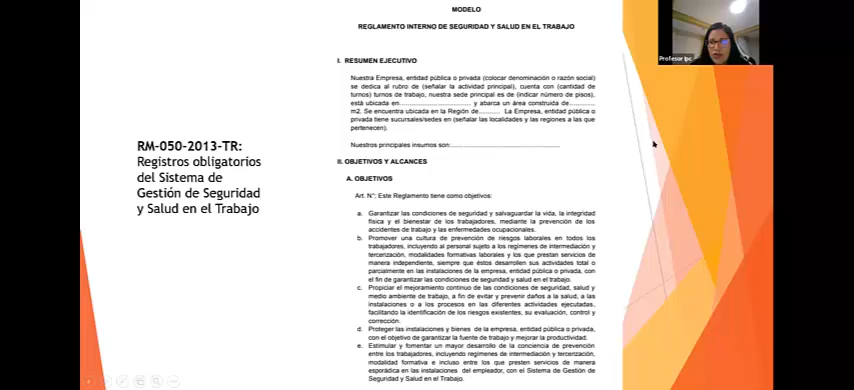 MODELO
REGLAMENTO INTERNO DE SEGURIDAD Y SALUD EN EL TRABAJO
I. RESUMEN EJECUTIVO
Nuestra Empresa, entidad pública o privada (colocar denominación o razón social)
se dedica al rubro de (señalar la actividad principal), cuenta con (cantidad de
turnos) turnos de trabajo, nuestra sede principal es de (indicar número de pisos),
está ubicada en.................................... y abarca un área construida de.............
m2. Se encuentra ubicada en la Región de........... La Empresa, entidad pública o
privada tiene sucursales/sedes en (señalar las localidades y las regiones a las que
pertenecen).
Nuestros principales insumos son:.......................................................
II. OBJETIVOS Y ALCANCES
A. OBJETIVOS
Art. N°: Este Reglamento tiene como objetivos:
a. Garantizar las condiciones de seguridad y salvaguardar la vida, la integridad
física y el bienestar de los trabajadores, mediante la prevención de los
accidentes de trabajo y las enfermedades ocupacionales.
b. Promover una cultura de prevención de riesgos laborales en todos los
trabajadores, incluyendo al personal sujeto a los regímenes de intermediación y
tercerización, modalidades formativas laborales y los que prestan servicios de
manera independiente, siempre que éstos desarrollen sus actividades total o
parcialmente en las instalaciones de la empresa, entidad pública o privada, con
el fin de garantizar las condiciones de seguridad y salud en el trabajo.
c. Propiciar el mejoramiento continuo de las condiciones de seguridad, salud y
medio ambiente de trabajo, a fin de evitar y prevenir daños a la salud, a las
instalaciones o a los procesos en las diferentes actividades ejecutadas,
facilitando la identificación de los riesgos existentes, su evaluación, control y
corrección.
d. Proteger las instalaciones y bienes de la empresa, entidad pública o privada,
con el objetivo de garantizar la fuente de trabajo y mejorar la productividad.
e. Estimular y fomentar un mayor desarrollo de la conciencia de prevención
entre los trabajadores, incluyendo regímenes de intermediación y tercerización,
modalidad formativa e incluso entre los que presten servicios de manera
esporádica en las instalaciones del empleador, con el Sistema de Gestión de
Seguridad y Salud en el Trabajo.
RM-050-2013-TR:
Registros obligatorios
del Sistema de
Gestión de Seguridad
y Salud en el Trabajo
Profesor ipc